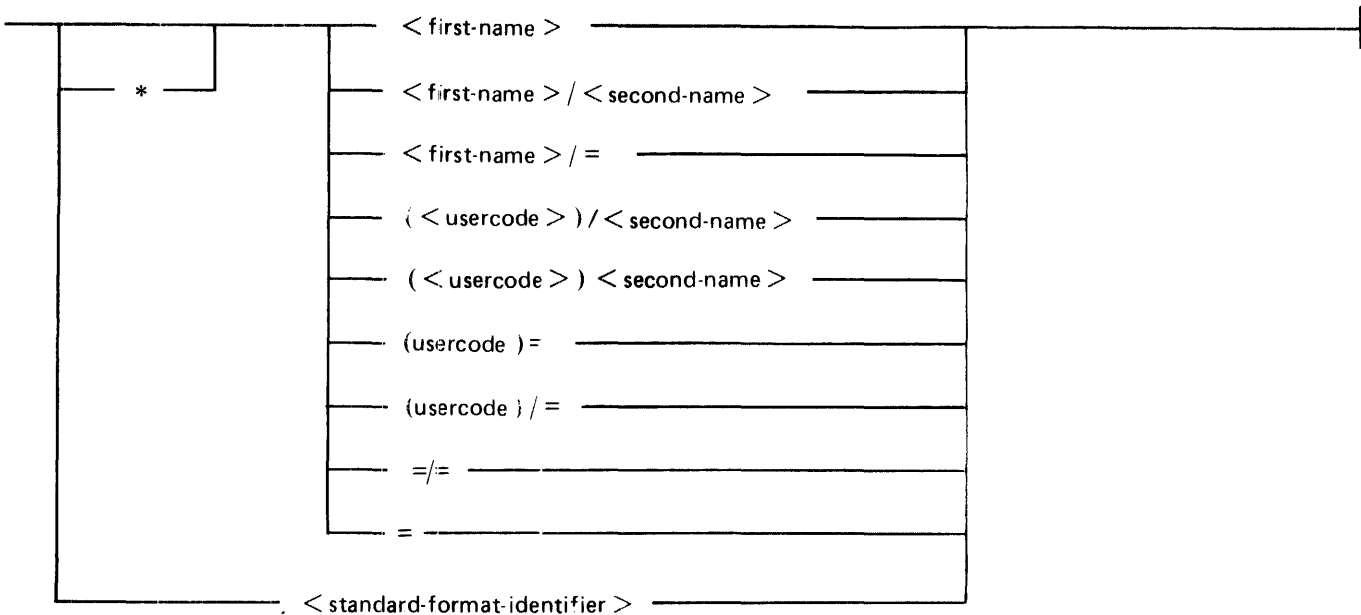 < first-name >
*
< first-name > / < second-name >
< first-name > / =
( < usercode > ) / < second-name >
( < usercode > ) < second-name >
(usercode ) =
(usercode ) / =
=/=
=
< standard-format-identifier >